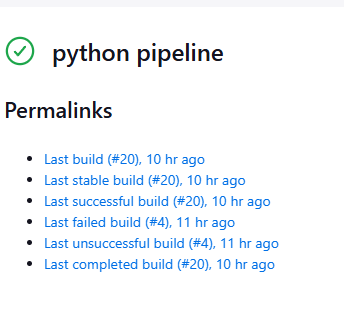 python pipeline
Permalinks
Last build (#20), 10 hr ago
Last stable build (#20), 10 hr ago
Last successful build (#20), 10 hr ago
Last failed build (#4), 11 hr ago
Last unsuccessful build (#4), 11 hr ago
Last completed build (#20), 10 hr ago